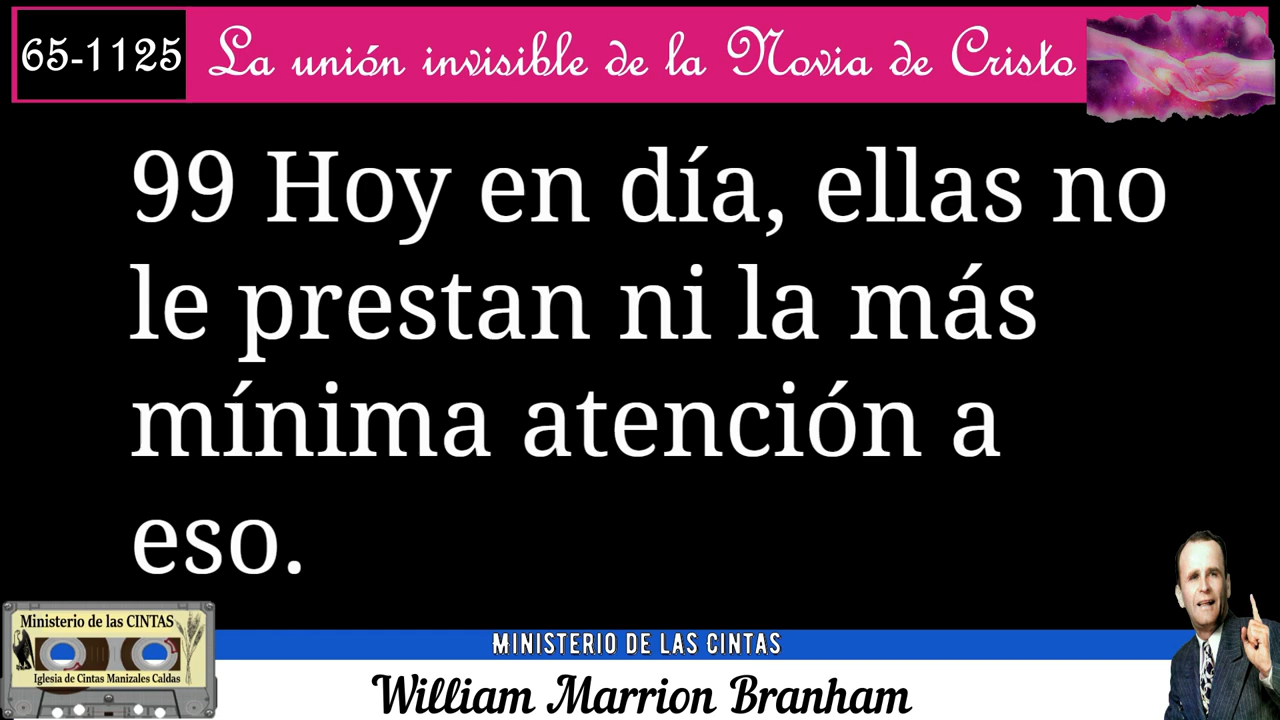 65-1125
La unión invisible de la Novia de Cristo
99 Hoy en día, ellas no
le prestan ni la más
mínima atención a
eso.
Ministerio de las CINTAS
Iglesia de Cintas Manizales Caldas
MINISTERIO DE LAS CINTAS
William Marrion Branham